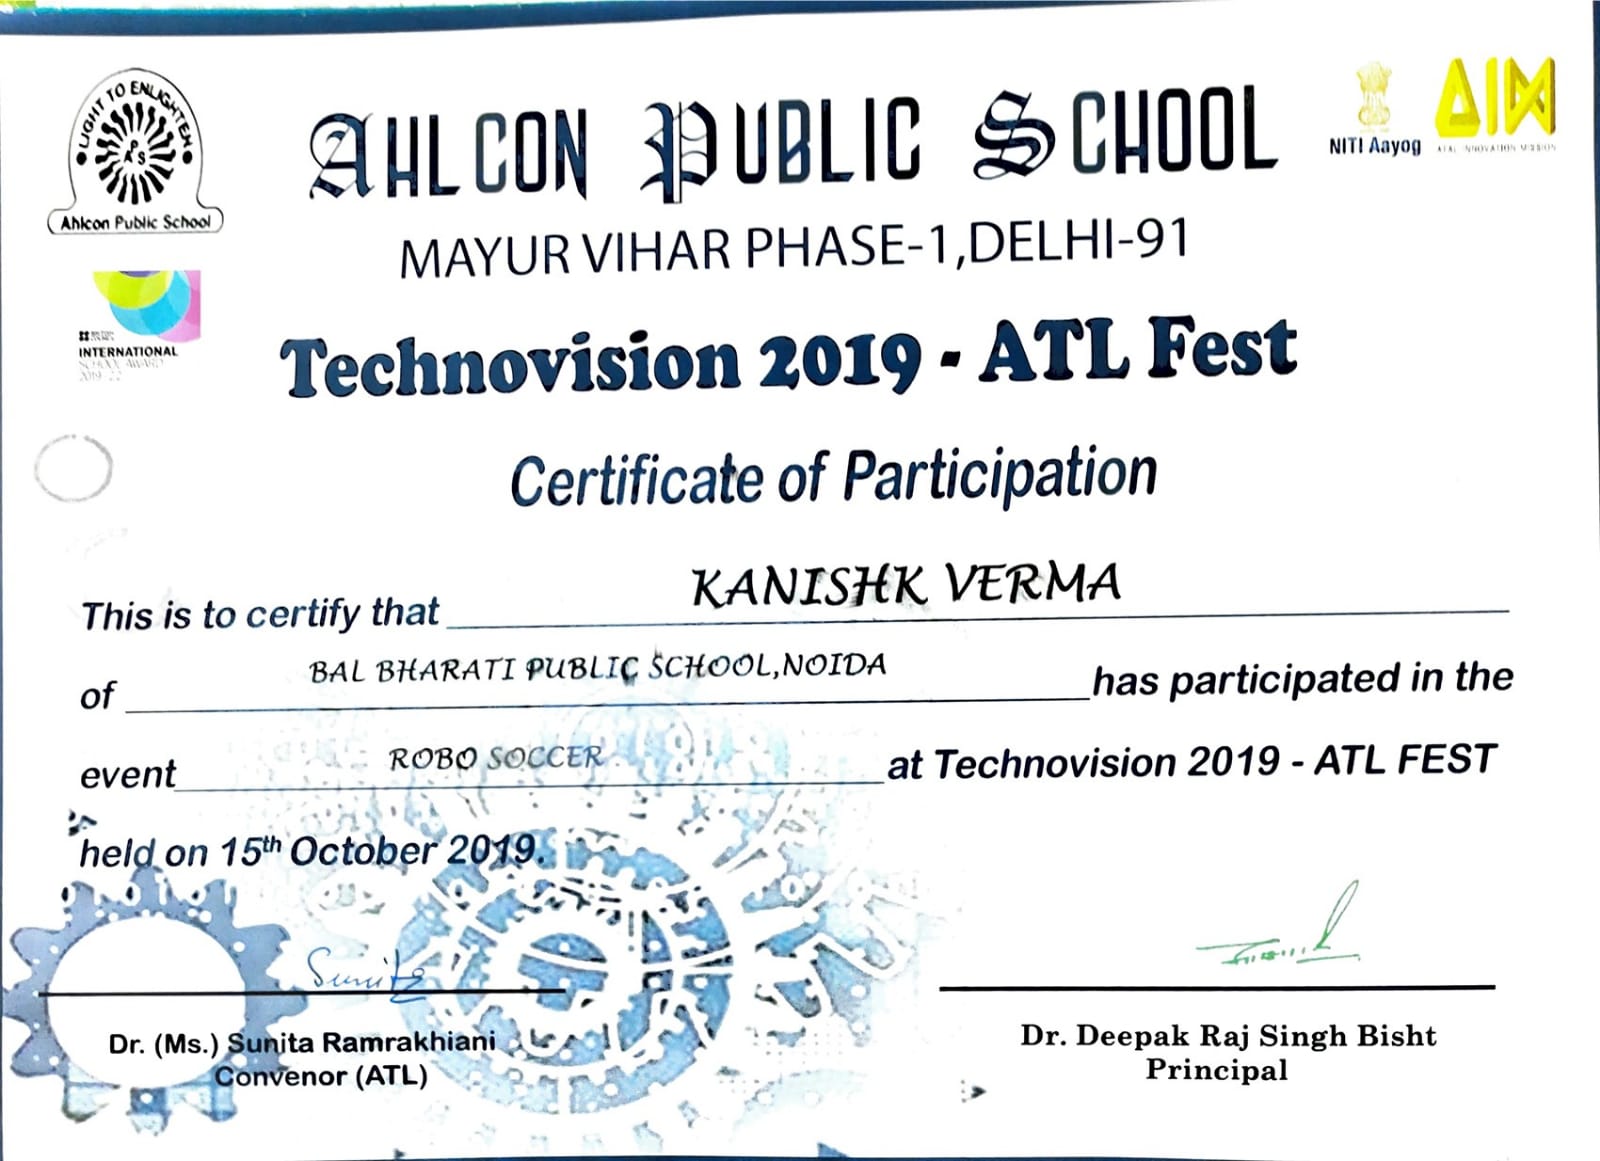 LIGHT TO ENLIGHTEN
APS
Ahlcon Public School
AHLCON PUBLIC SCHOOL
NITI Aayog
AIM
ATAL INNOVATION MISSION
MAYUR VIHAR PHASE-1,DELHI-91
INTERNATIONAL
SCHOOL AWARD
2019-22
Technovision 2019 - ATL Fest
Certificate of Participation
This is to certify that KANISHK VERMA
of BAL BHARATI PUBLIC SCHOOL,NOIDA has participated in the
event ROBO SOCCER at Technovision 2019 - ATL FEST
held on 15th October 2019.
Sunita
Dr. (Ms.) Sunita Ramrakhiani
Convenor (ATL)
Dr. Deepak Raj Singh Bisht
Principal